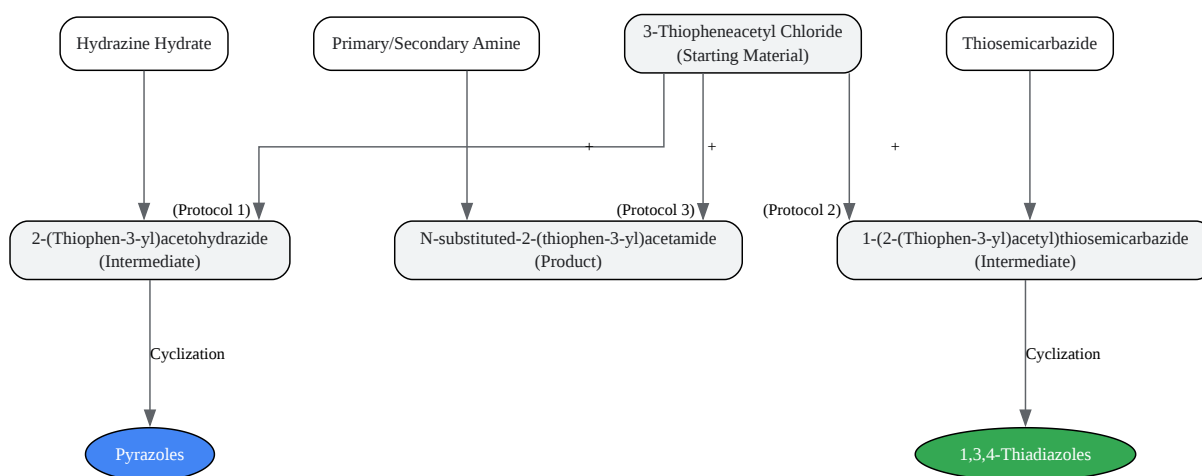 Hydrazine Hydrate
Primary/Secondary Amine
3-Thiopheneacetyl Chloride
(Starting Material)
Thiosemicarbazide
+
+
+
(Protocol 1)
(Protocol 3)
(Protocol 2)
2-(Thiophen-3-yl)acetohydrazide
(Intermediate)
N-substituted-2-(thiophen-3-yl)acetamide
(Product)
1-(2-(Thiophen-3-yl)acetyl)thiosemicarbazide
(Intermediate)
Cyclization
Cyclization
Pyrazoles
1,3,4-Thiadiazoles